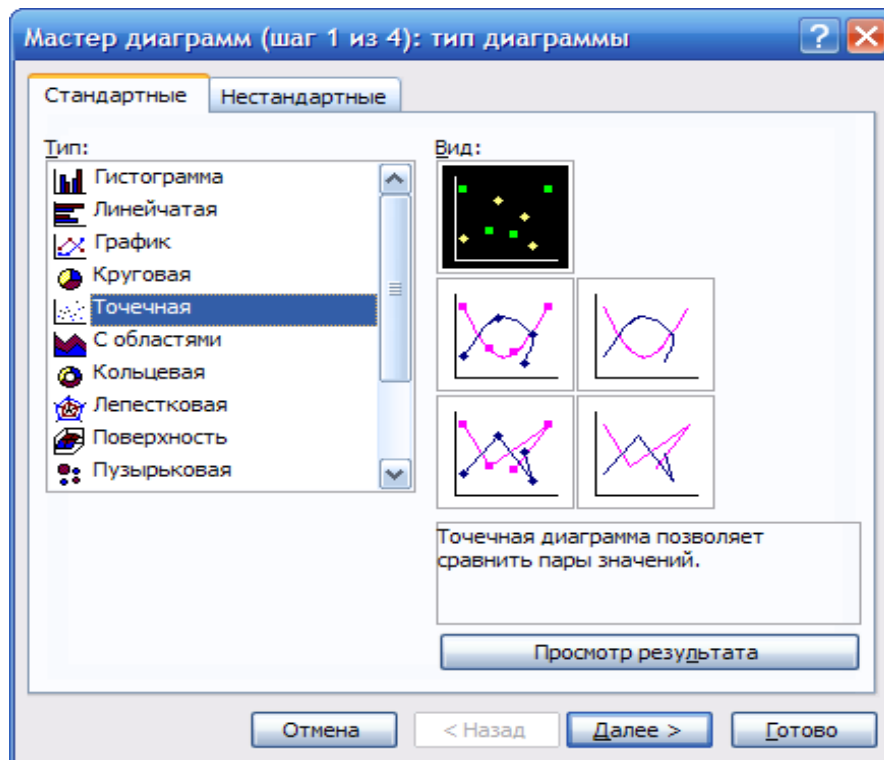 Мастер диаграмм (шаг 1 из 4): тип диаграммы
Стандартные
Нестандартные
Тип:
Гистограмма
Линейчатая
График
Круговая
Точечная
С областями
Кольцевая
Лепестковая
Поверхность
Пузырьковая
Вид:
Точечная диаграмма позволяет
сравнить пары значений.
Просмотр результата
Отмена
< Назад
Далее >
Готово